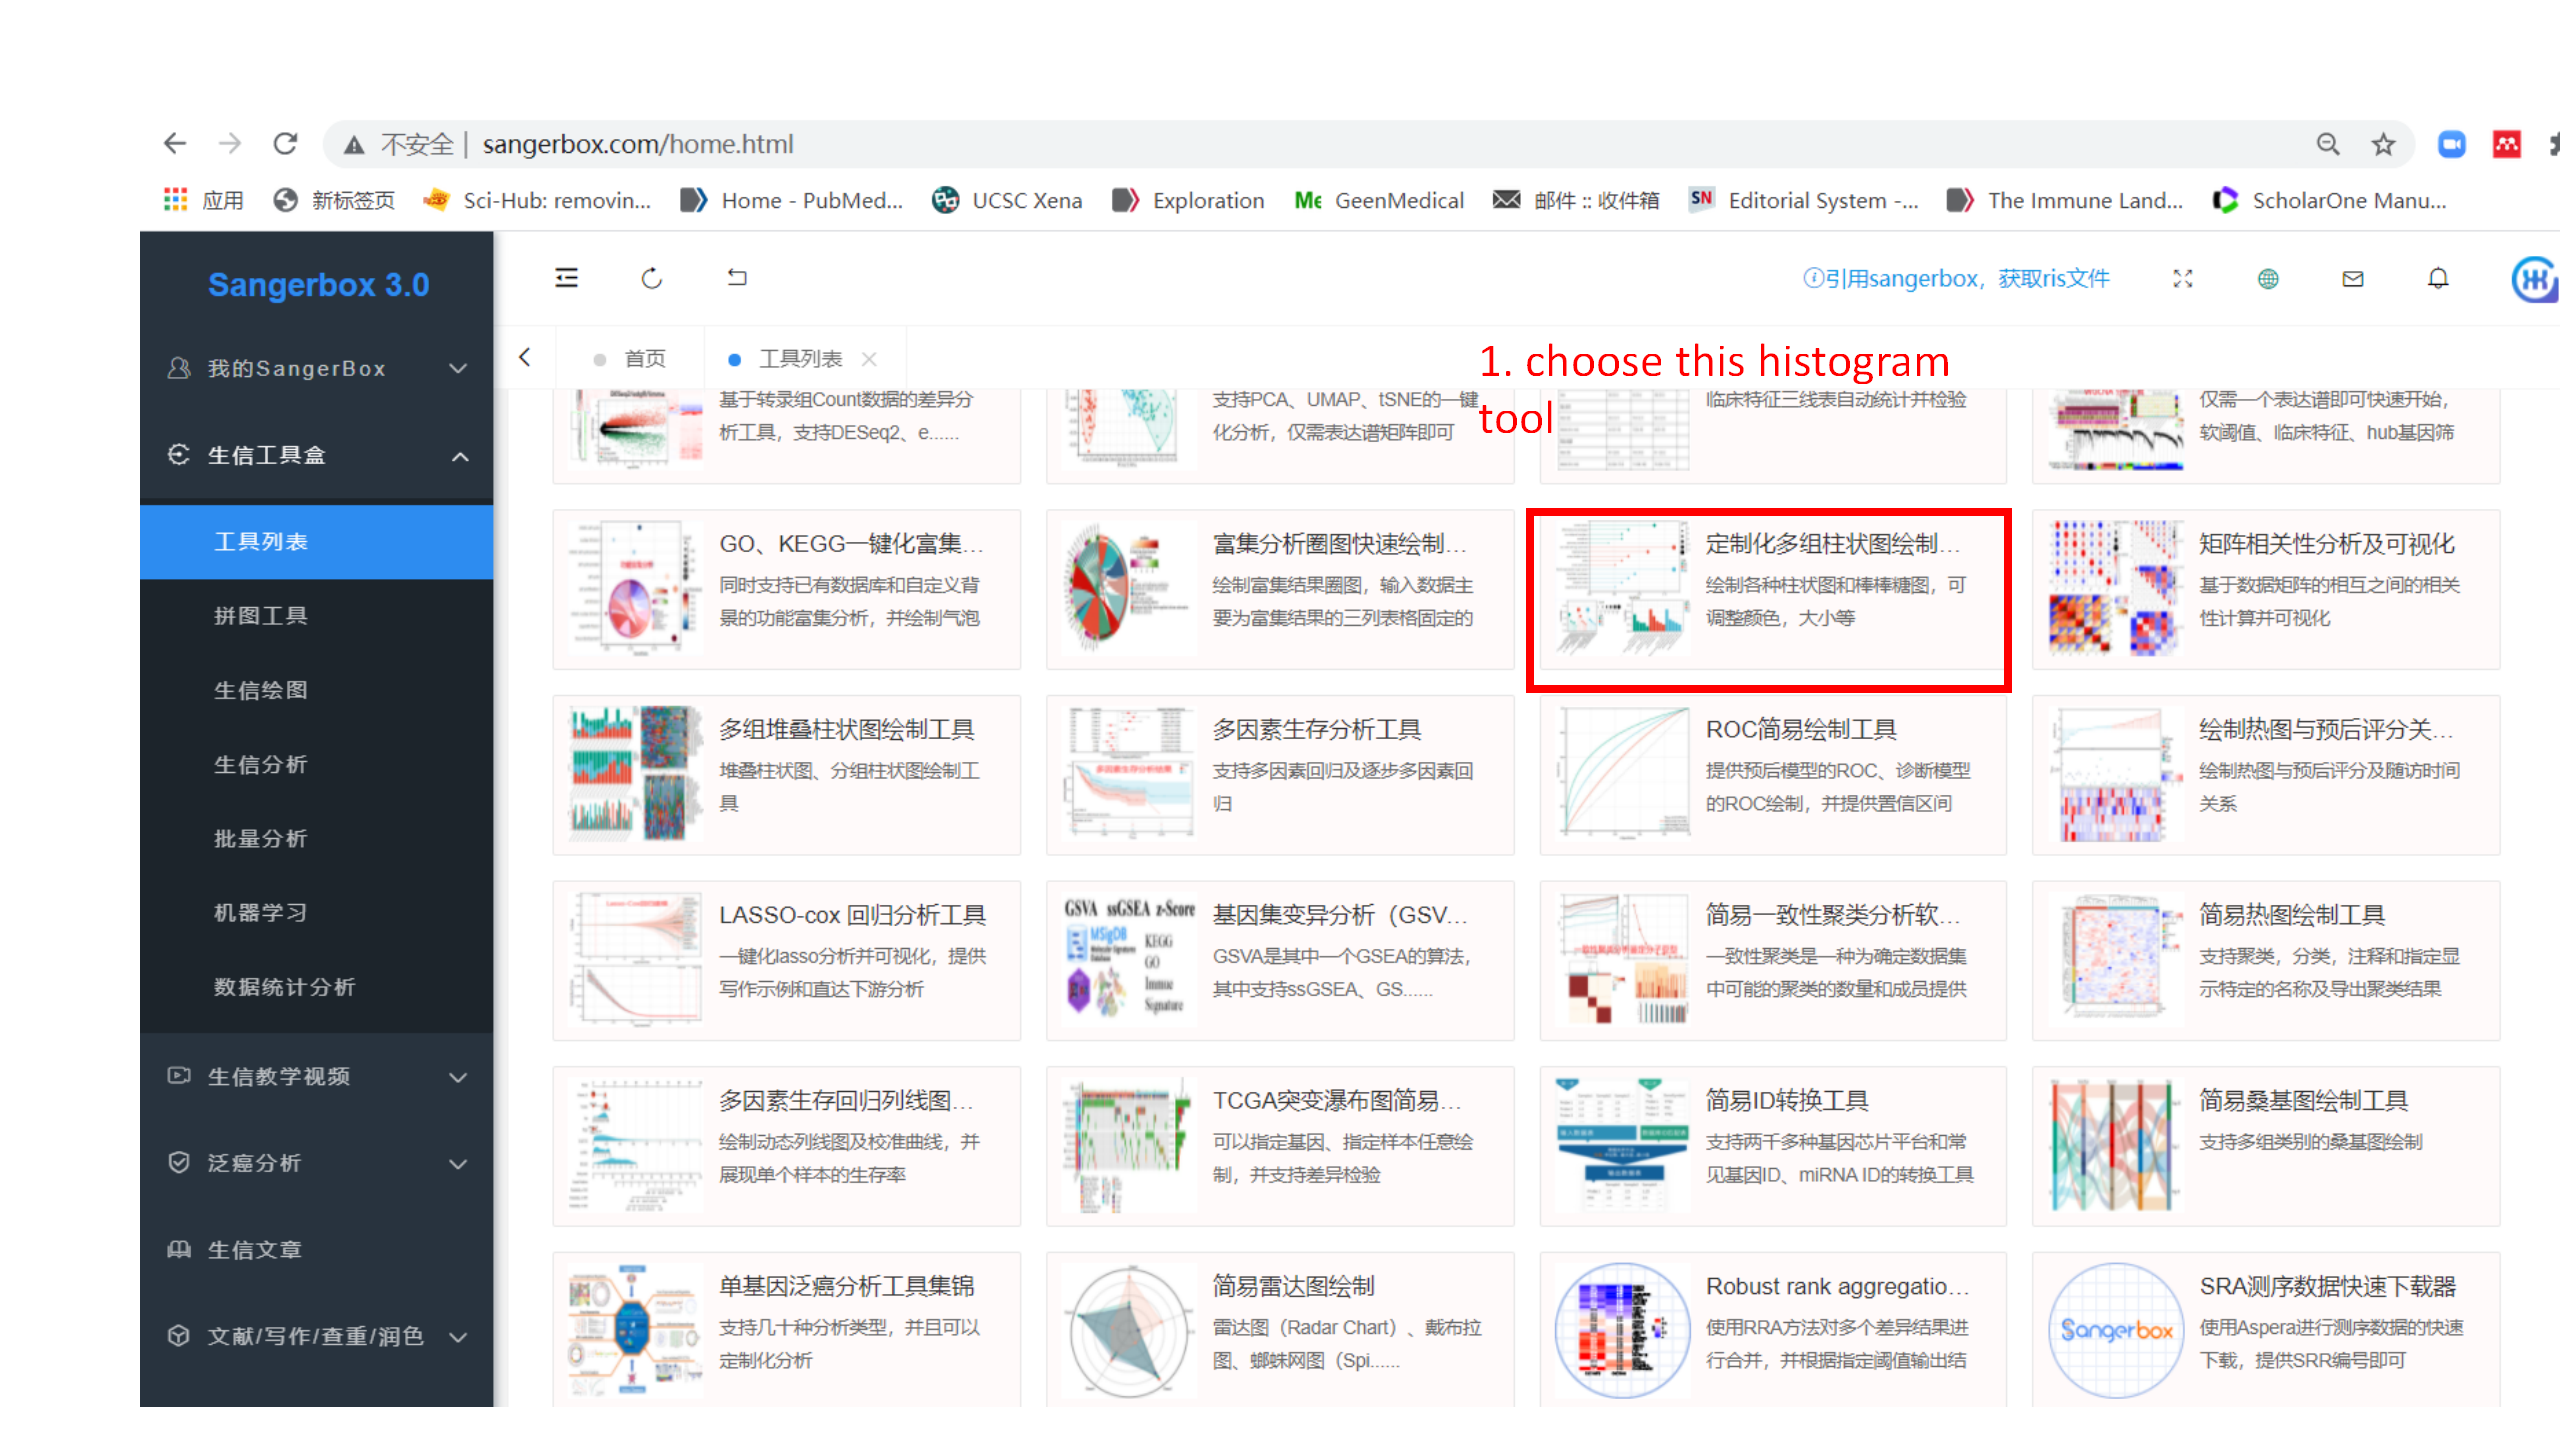 不安全 | sangerbox.com/home.html
应用 新标签页 Sci-Hub: removin... Home - PubMed... UCSC Xena Exploration GeenMedical 邮件 :: 收件箱 Editorial System -... The Immune Land... ScholarOne Manu...
Sangerbox 3.0
引用sangerbox，获取ris文件
我的SangerBox
生信工具盒
工具列表
拼图工具
生信绘图
生信分析
批量分析
机器学习
数据统计分析
生信教学视频
泛癌分析
生信文章
文献/写作/查重/润色
首页 工具列表
1. choose this histogram
tool
基于转录组Count数据的差异分
析工具，支持DESeq2、e......
支持PCA、UMAP、tSNE的一键
化分析，仅需表达谱矩阵即可
临床特征三线表自动统计并检验
仅需一个表达谱即可快速开始，
软阈值、临床特征、hub基因筛
GO、KEGG一键化富集...
同时支持已有数据库和自定义背
景的功能富集分析，并绘制气泡
富集分析圈图快速绘制...
绘制富集结果圈图，输入数据主
要为富集结果的三列表格固定的
定制化多组柱状图绘制...
绘制各种柱状图和棒棒糖图，可
调整颜色，大小等
矩阵相关性分析及可视化
基于数据矩阵的相互之间的相关
性计算并可视化
多组堆叠柱状图绘制工具
堆叠柱状图、分组柱状图绘制工
具
多因素生存分析工具
支持多因素回归及逐步多因素回
归
ROC简易绘制工具
提供预后模型的ROC、诊断模型
的ROC绘制，并提供置信区间
绘制热图与预后评分关...
绘制热图与预后评分及随访时间
关系
LASSO-cox 回归分析工具
一键化lasso分析并可视化，提供
写作示例和直达下游分析
GSVA ssGSEA z-Score
MSigDB
KEGG
GO
Immue
Signature
基因集变异分析（GSV...
GSVA是其中一个GSEA的算法，
其中支持ssGSEA、GS......
简易一致性聚类分析软...
一致性聚类是一种为确定数据集
中可能的聚类的数量和成员提供
简易热图绘制工具
支持聚类，分类，注释和指定显
示特定的名称及导出聚类结果
多因素生存回归列线图...
绘制动态列线图及校准曲线，并
展现单个样本的生存率
TCGA突变瀑布图简易...
可以指定基因、指定样本任意绘
制，并支持差异检验
简易ID转换工具
支持两千多种基因芯片平台和常
见基因ID、miRNA ID的转换工具
简易桑基图绘制工具
支持多组类别的桑基图绘制
单基因泛癌分析工具集锦
支持几十种分析类型，并且可以
定制化分析
简易雷达图绘制
雷达图（Radar Chart）、戴布拉
图、螂蛛网图（Spi......
Robust rank aggregatio...
使用RRA方法对多个差异结果进
行合并，并根据指定阈值输出结
Sangerbox
SRA测序数据快速下载器
使用Aspera进行测序数据的快速
下载，提供SRR编号即可